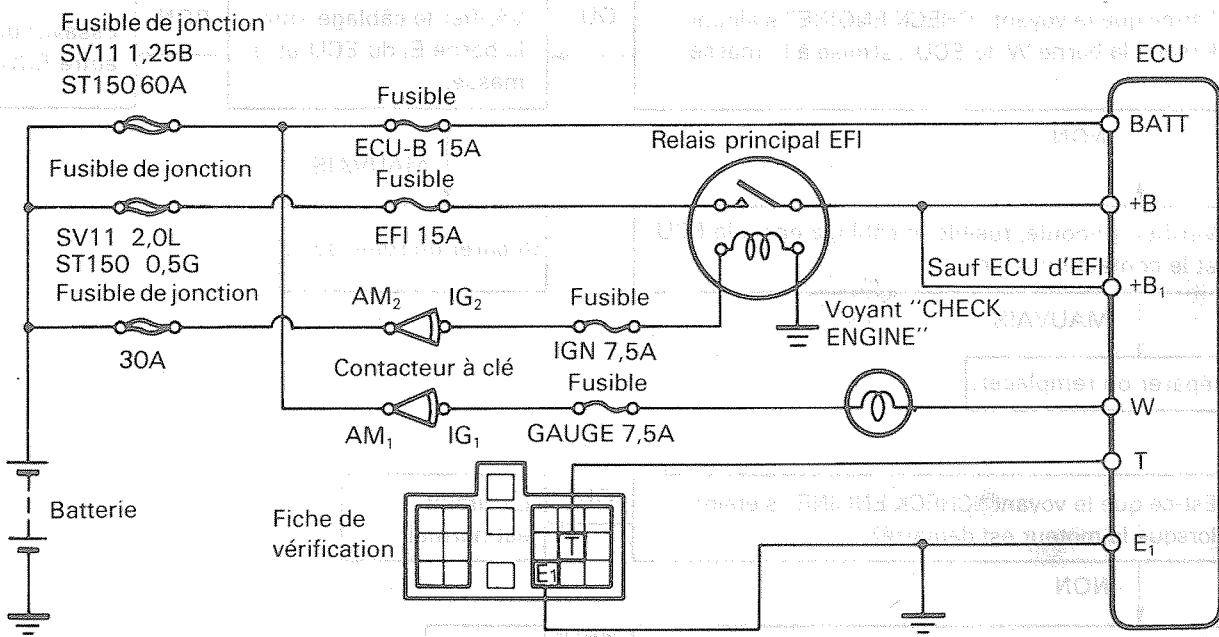 Fusible de jonction
SV11 1,25B
ST150 60A
ECU
Fusible
BATT
ECU-B 15A
Relais principal EFI
Fusible de jonction
Fusible
+B
EFI 15A
SV11 2,0L
ST150 0,5G
Sauf ECU d'EFI
+B₁
Fusible de jonction
AM₂
IG₂
Fusible
Voyant "CHECK
ENGINE"
30A
IGN 7,5A
Contacteur à clé
Fusible
W
AM₁
IG₁
GAUGE 7,5A
T
Batterie
Fiche de
vérification
T
E1
E₁